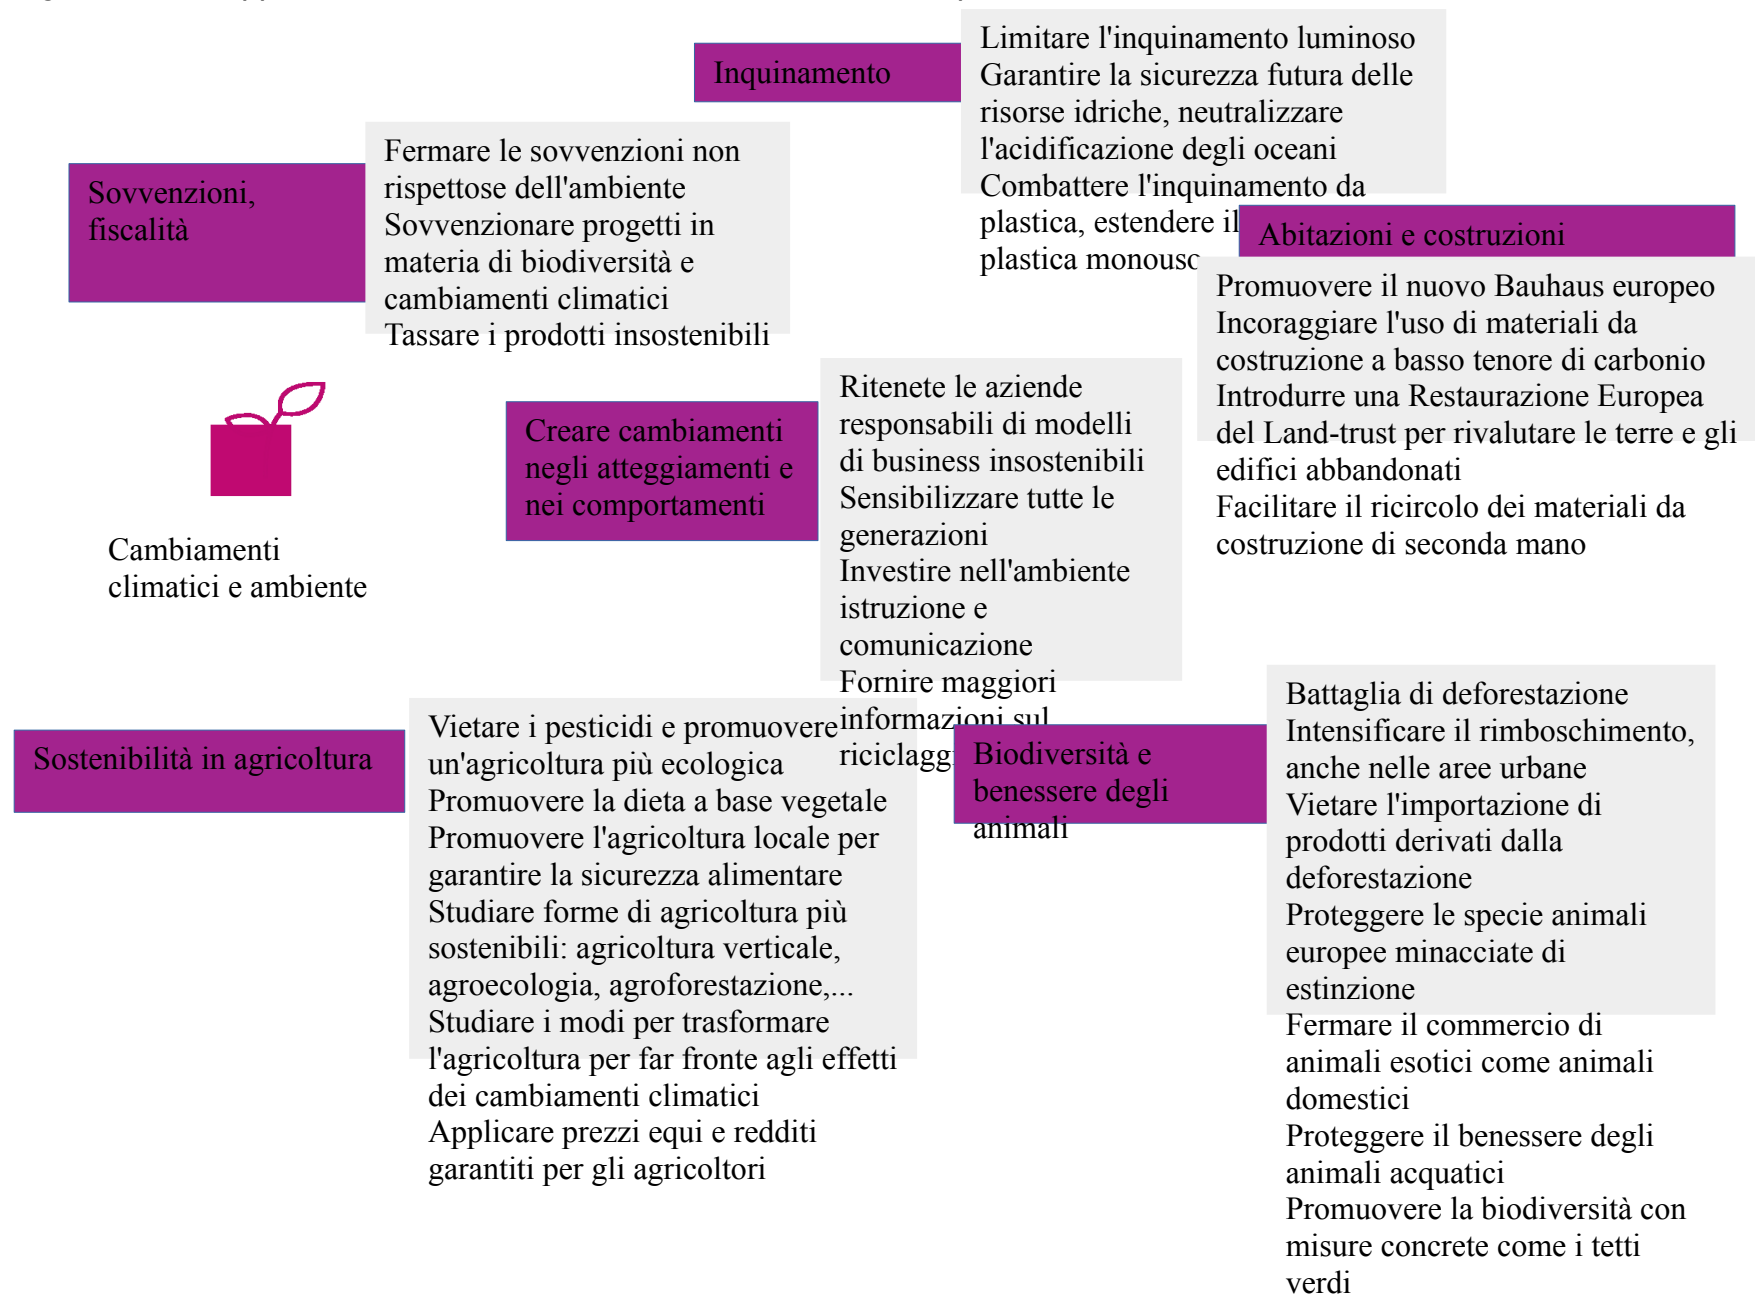 Inquinamento
Limitare l'inquinamento luminoso
Garantire la sicurezza futura delle
risorse idriche, neutralizzare
l'acidificazione degli oceani
Combattere l'inquinamento da
plastica, estendere il
plastica monouso
Sovvenzioni,
fiscalità
Fermare le sovvenzioni non
rispettose dell'ambiente
Sovvenzionare progetti in
materia di biodiversità e
cambiamenti climatici
Tassare i prodotti insostenibili
Abitazioni e costruzioni
Promuovere il nuovo Bauhaus europeo
Incoraggiare l'uso di materiali da
costruzione a basso tenore di carbonio
Introdurre una Restaurazione Europea
del Land-trust per rivalutare le terre e gli
edifici abbandonati
Facilitare il ricircolo dei materiali da
costruzione di seconda mano
Cambiamenti
climatici e ambiente
Creare cambiamenti
negli atteggiamenti e
nei comportamenti
Ritenete le aziende
responsabili di modelli
di business insostenibili
Sensibilizzare tutte le
generazioni
Investire nell'ambiente
istruzione e
comunicazione
Fornire maggiori
informazioni sul
Sostenibilità in agricoltura
Vietare i pesticidi e promuovere
un'agricoltura più ecologica
Promuovere la dieta a base vegetale
Promuovere l'agricoltura locale per
garantire la sicurezza alimentare
Studiare forme di agricoltura più
sostenibili: agricoltura verticale,
agroecologia, agroforestazione,...
Studiare i modi per trasformare
l'agricoltura per far fronte agli effetti
dei cambiamenti climatici
Applicare prezzi equi e redditi
garantiti per gli agricoltori
Biodiversità e
benessere degli
animali
Battaglia di deforestazione
Intensificare il rimboschimento,
anche nelle aree urbane
Vietare l'importazione di
prodotti derivati dalla
deforestazione
Proteggere le specie animali
europee minacciate di
estinzione
Fermare il commercio di
animali esotici come animali
domestici
Proteggere il benessere degli
animali acquatici
Promuovere la biodiversità con
misure concrete come i tetti
verdi